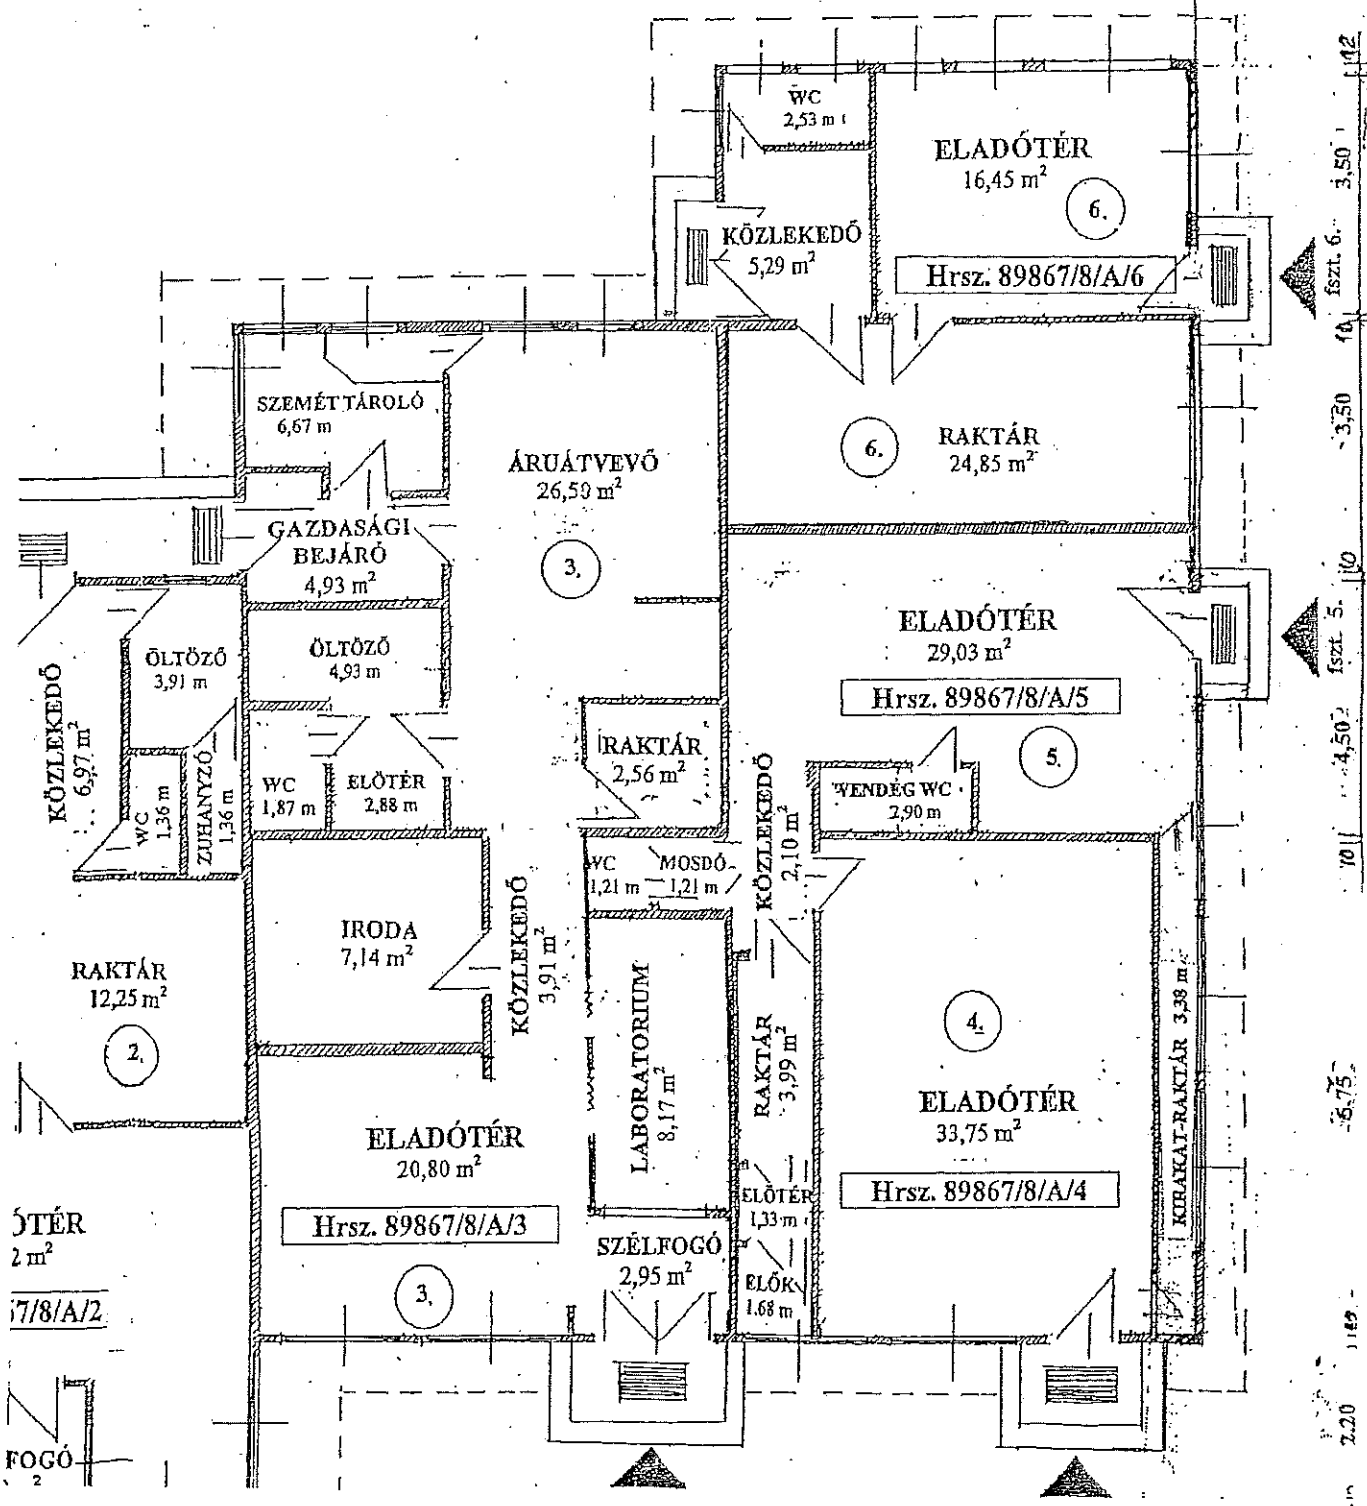 WC
2,53 m
ELADÓTÉR
16,45 m²
6.
KÖZLEKEDŐ
5,29 m²
Hrsz. 89867/8/A/6
SZEMÉT TÁROLÓ
6,67 m
ÁRUÁTVEVŐ
26,50 m²
3.
6.
RAKTÁR
24,85 m²
GAZDASÁGI
BEJÁRÓ
4,93 m²
ÖLTÖZŐ
3,91 m
ÖLTÖZŐ
4,93 m
KÖZLEKEDŐ
6,97 m²
ELADÓTÉR
29,03 m²
Hrsz. 89867/8/A/5
5.
WC
1,36 m
ZUHANYZÓ
1,36 m
WC
1,87 m
ELŐTÉR
2,88 m
RAKTÁR
2,56 m²
KÖZLEKEDŐ
2,10 m²
VENDÉG WC
2,90 m
WC
1,21 m
MOSDÓ
1,21 m
IRODA
7,14 m²
KÖZLEKEDŐ
3,91 m²
RAKTÁR
12,25 m²
2.
LABORATORIUM
8,17 m²
RAKTÁR
3,99 m²
4.
ELADÓTÉR
33,75 m²
Hrsz. 89867/8/A/4
KIRAKAT-RAKTÁR 3,38 m
ELADÓTÉR
20,80 m²
Hrsz. 89867/8/A/3
3.
ELŐTÉR
1,33 m
SZÉLFOGÓ
2,95 m²
ELŐK
1.68 m
ÓTÉR
2 m²
7/8/A/2
FOGÓ
2
12
3,50
fszt. 6.
10
3,50
10
fszt. 5.
4,50
10
6,75
2.20